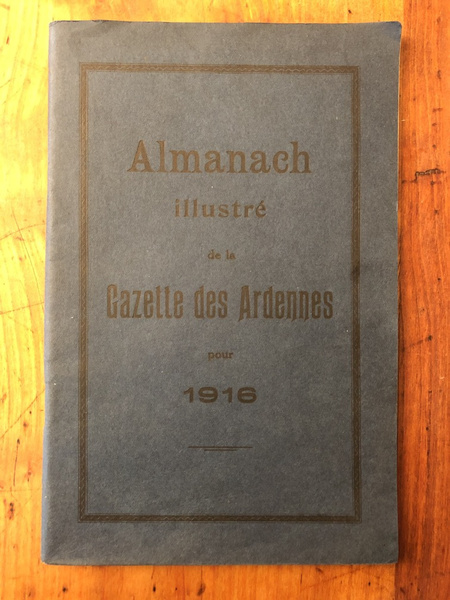 Almanach
illustré
de la
Gazette des Ardennes
pour
1916